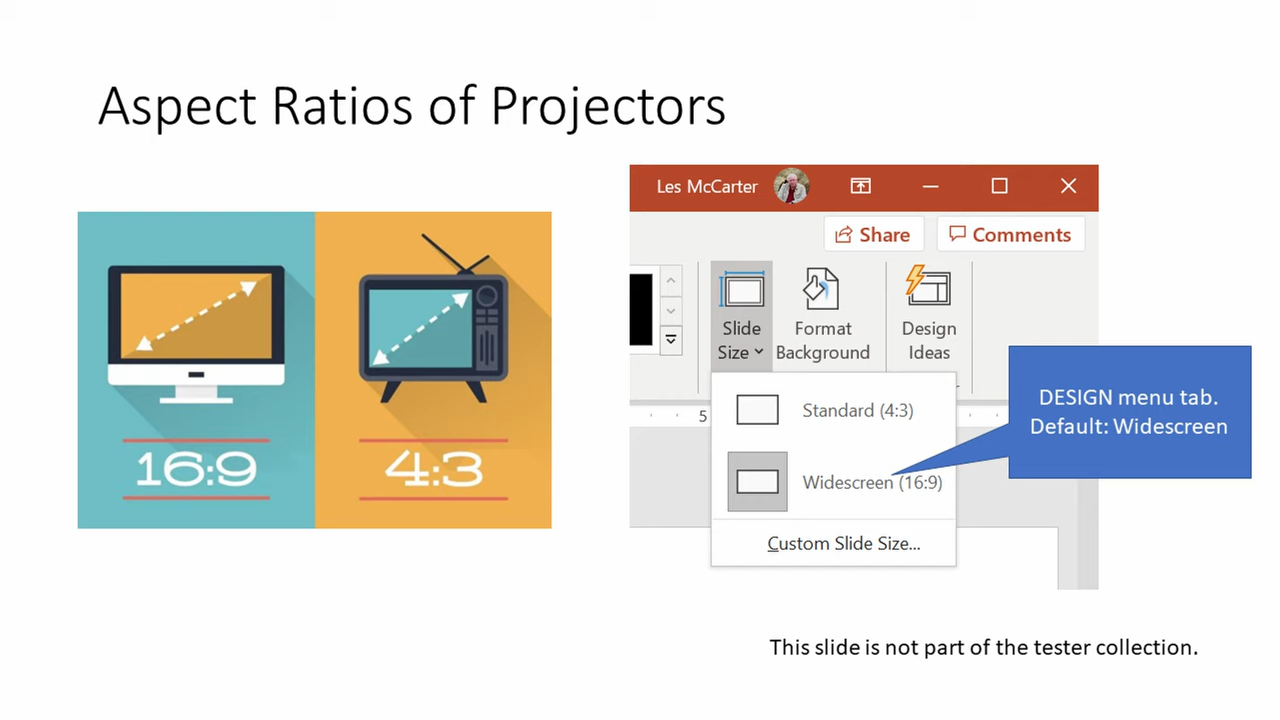 Aspect Ratios of Projectors
16:9
4:3
Les McCarter
Share
Comments
Slide
Size
Format
Background
Design
Ideas
5
Standard (4:3)
Widescreen (16:9)
Custom Slide Size...
DESIGN menu tab.
Default: Widescreen
This slide is not part of the tester collection.